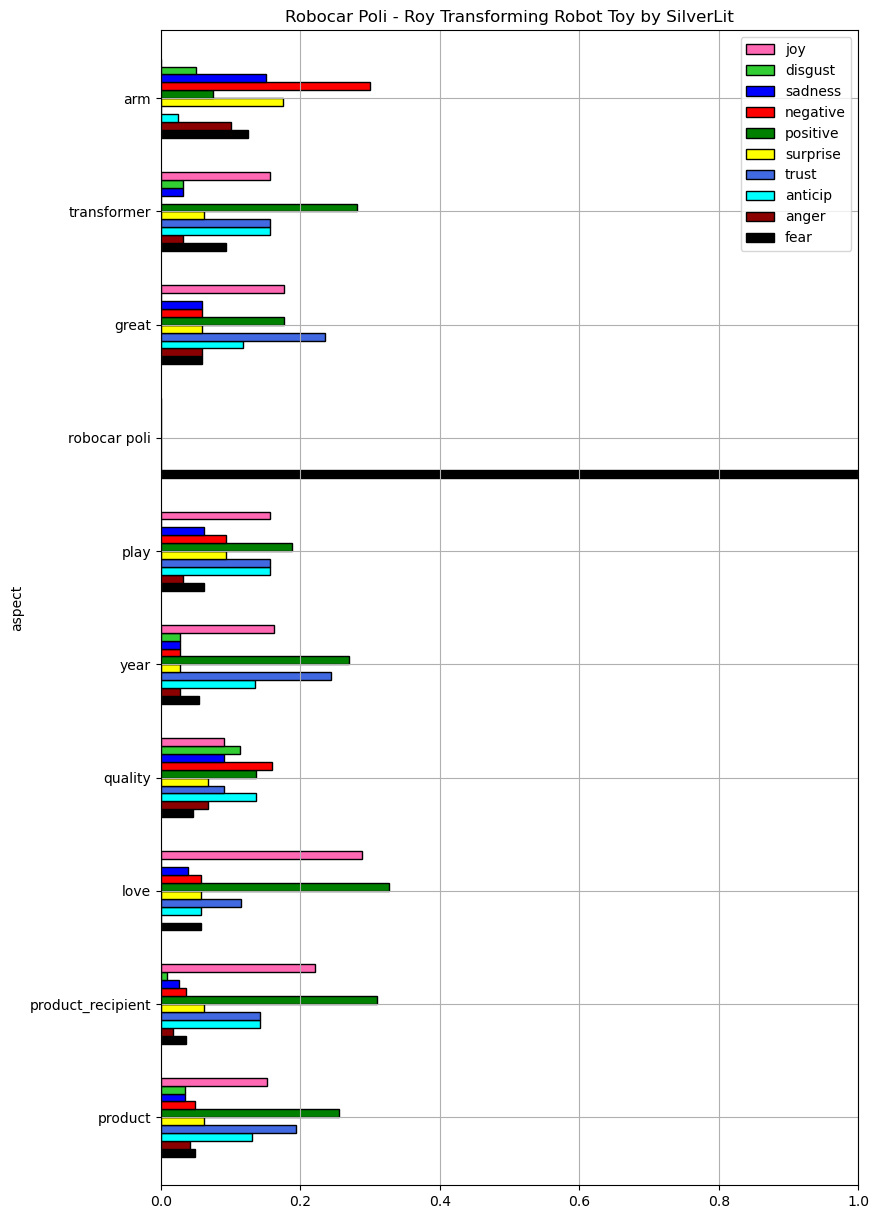 Robocar Poli - Roy Transforming Robot Toy by SilverLit
joy
disgust
sadness
negative
positive
surprise
trust
anticip
anger
fear
arm
transformer
great
robocar poli
play
year
quality
love
product_recipient
product
aspect
0.0 0.2 0.4 0.6 0.8 1.0